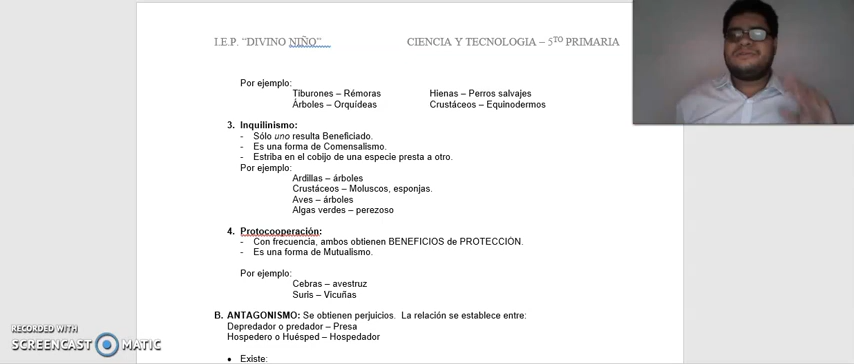 I.E.P. “DIVINO NIÑO” CIENCIA Y TECNOLOGIA – 5TO PRIMARIA
Por ejemplo:
Tiburones – Rémoras Hienas – Perros salvajes
Árboles – Orquídeas Crustáceos – Equinodermos
3. Inquilinismo:
- Sólo uno resulta Beneficiado.
- Es una forma de Comensalismo.
- Estriba en el cobijo de una especie presta a otro.
Por ejemplo:
Ardillas – árboles
Crustáceos – Moluscos, esponjas.
Aves – árboles
Algas verdes – perezoso
4. Protocooperación:
- Con frecuencia, ambos obtienen BENEFICIOS de PROTECCIÓN.
- Es una forma de Mutualismo.
Por ejemplo:
Cebras – avestruz
Suris – Vicuñas
B. ANTAGONISMO: Se obtienen perjuicios. La relación se establece entre:
Depredador o predador – Presa
Hospedero o Huésped – Hospedador
• Existe:
RECORDED WITH
SCREENCAST MATIC